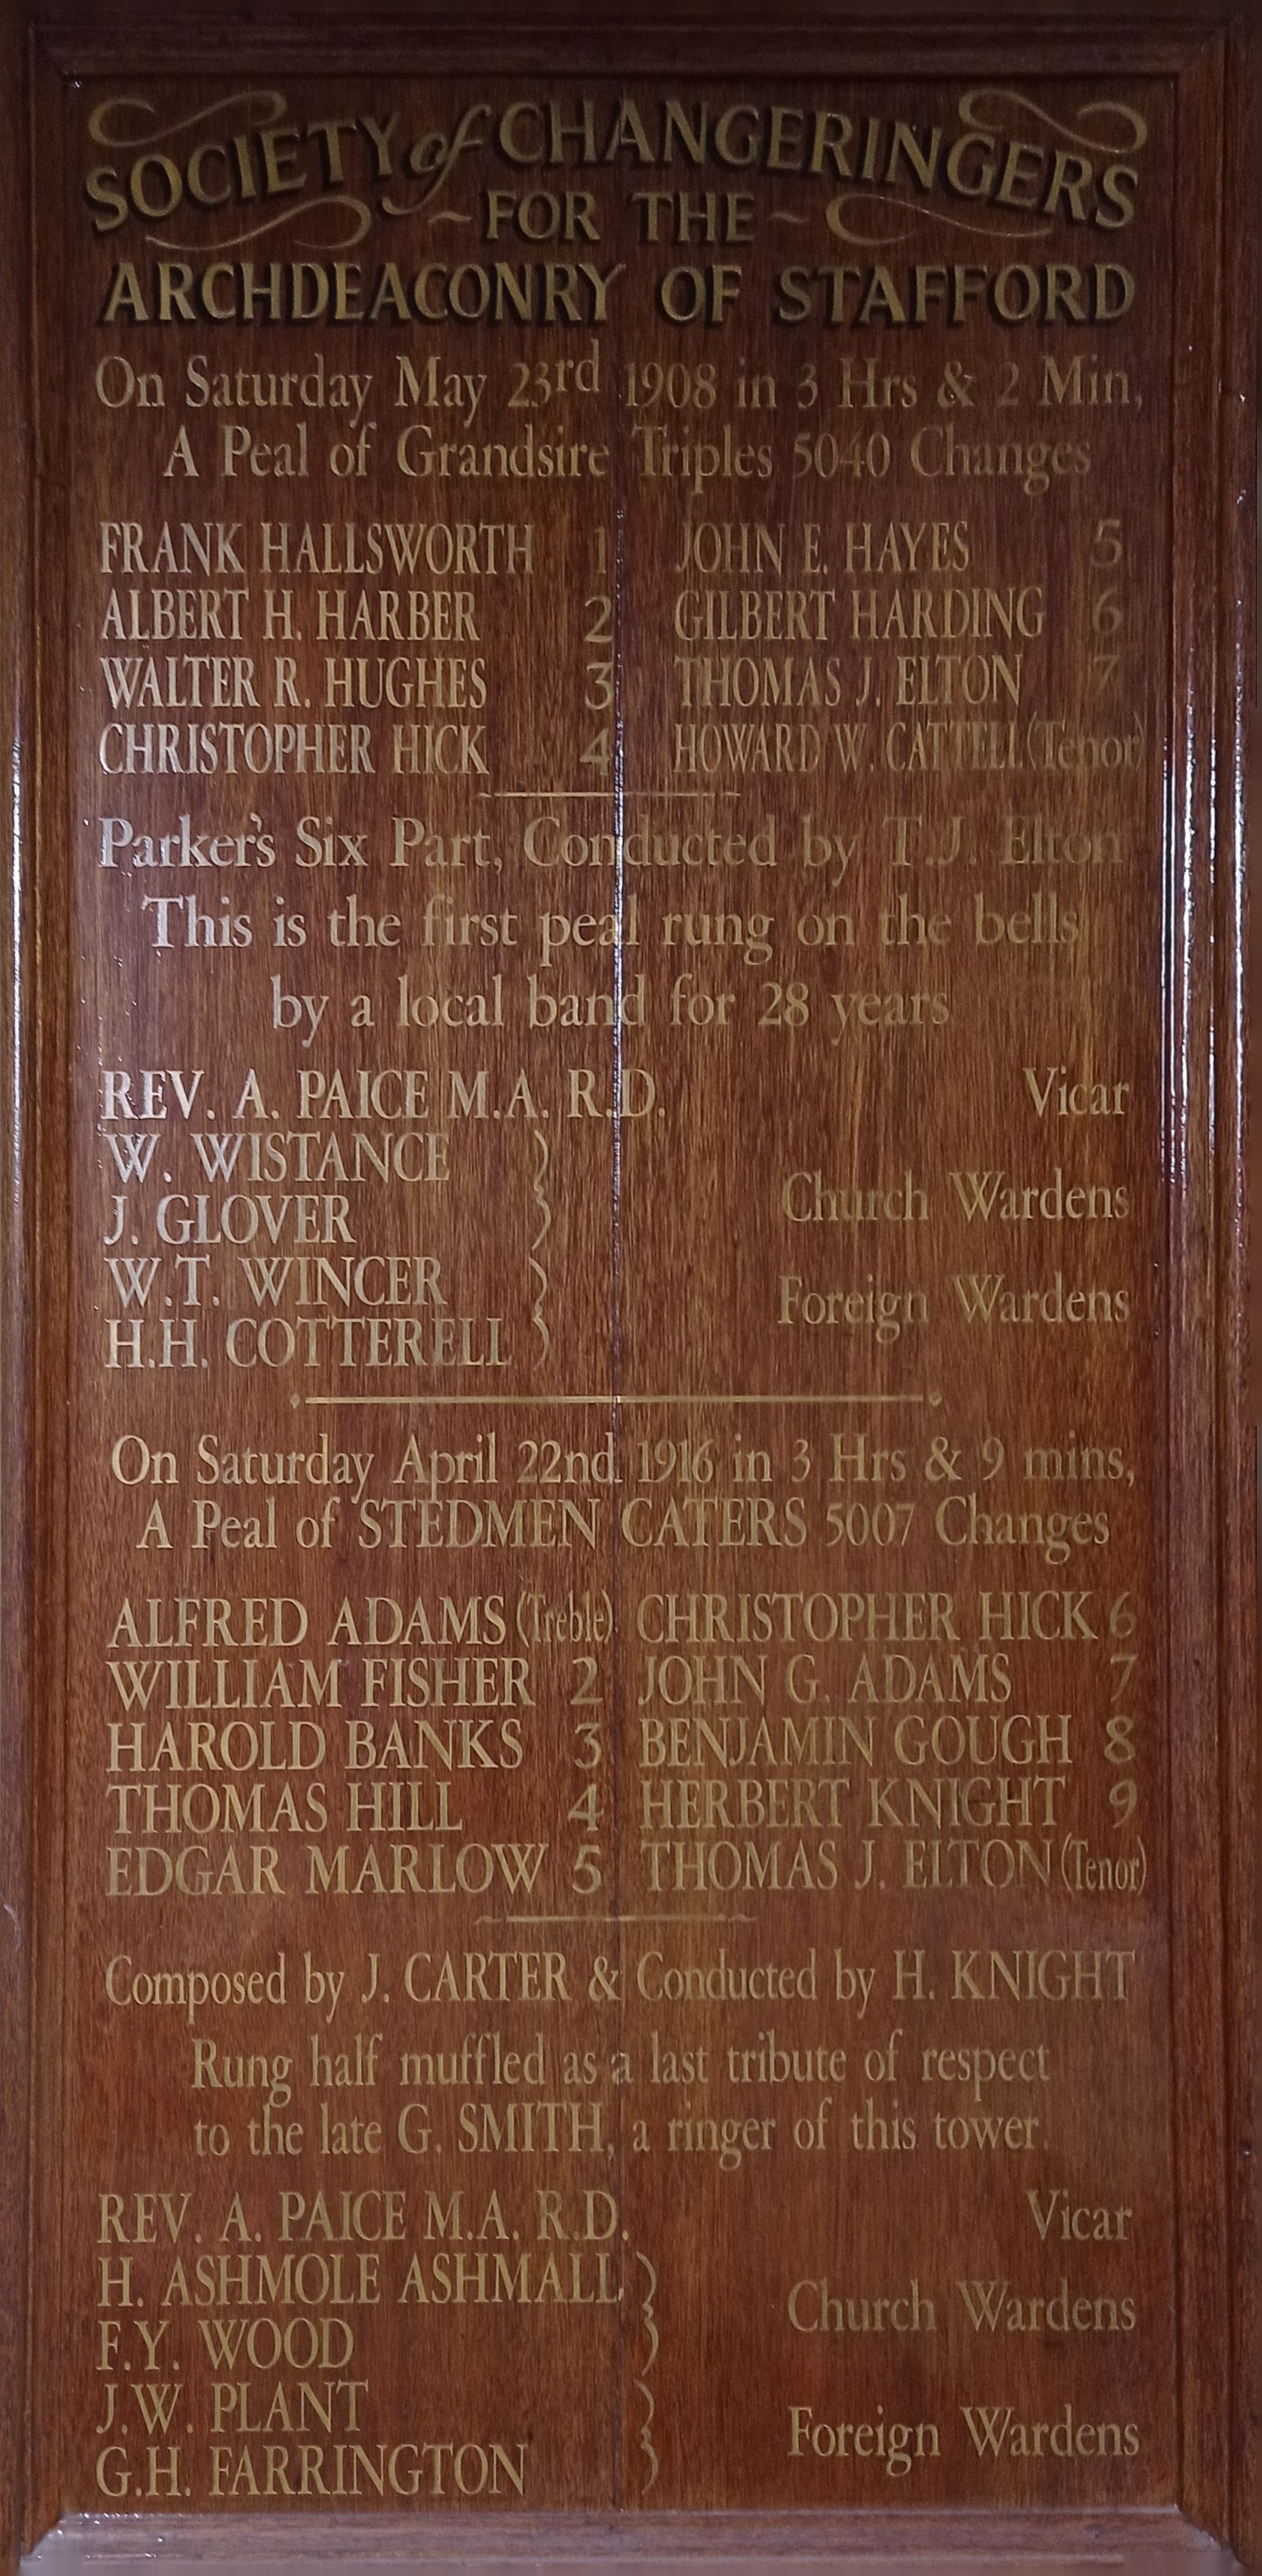 SOCIETY of CHANGERINGERS
~ FOR THE ~
ARCHDEACONRY OF STAFFORD
On Saturday May 23rd 1908 in 3 Hrs & 2 Min,
A Peal of Grandsire Triples 5040 Changes
FRANK HALLSWORTH 1 JOHN E. HAYES 5
ALBERT H. HARBER 2 GILBERT HARDING 6
WALTER R. HUGHES 3 THOMAS J. ELTON 7
CHRISTOPHER HICK 4 HOWARD W. CATTELL (Tenor)
Parker's Six Part, Conducted by T.J. Elton
This is the first peal rung on the bells
by a local band for 28 years
REV. A. PAICE M.A. R.D. Vicar
W. WISTANCE
J. GLOVER Church Wardens
W.T. WINCER
H.H. COTTERELL Foreign Wardens
On Saturday April 22nd 1916 in 3 Hrs & 9 mins,
A Peal of STEDMEN CATERS 5007 Changes
ALFRED ADAMS (Treble) CHRISTOPHER HICK 6
WILLIAM FISHER 2 JOHN G. ADAMS 7
HAROLD BANKS 3 BENJAMIN GOUGH 8
THOMAS HILL 4 HERBERT KNIGHT 9
EDGAR MARLOW 5 THOMAS J. ELTON (Tenor)
Composed by J. CARTER & Conducted by H. KNIGHT
Rung half muffled as a last tribute of respect
to the late G. SMITH, a ringer of this tower.
REV. A. PAICE M.A. R.D. Vicar
H. ASHMOLE ASHMALL
F.Y. WOOD Church Wardens
J.W. PLANT
G.H. FARRINGTON Foreign Wardens